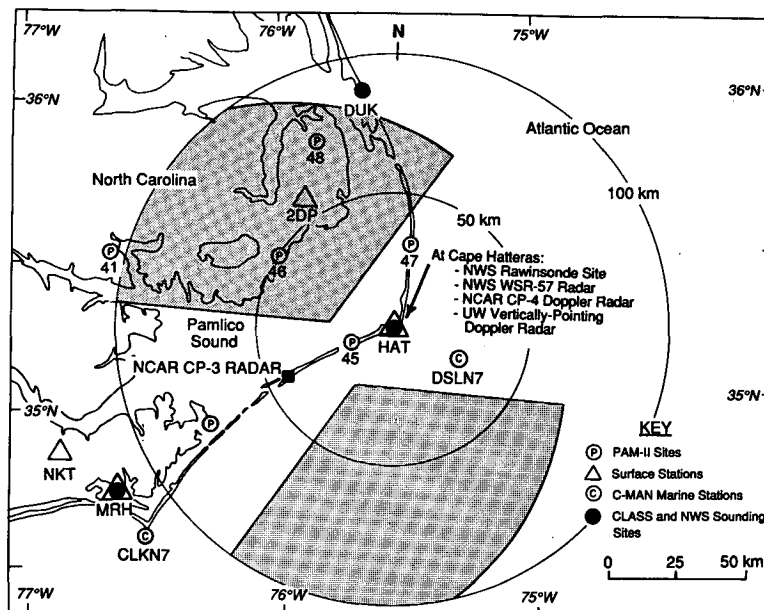 77°W
76°W
N
75°W
36°N
36°N
DUK
Atlantic Ocean
P
48
100 km
North Carolina
2DP
50 km
P
41
P
46
P
47
At Cape Hatteras:
- NWS Rawinsonde Site
- NWS WSR-57 Radar
- NCAR CP-4 Doppler Radar
- UW Vertically-Pointing
Doppler Radar
Pamlico
Sound
P
45
HAT
NCAR CP-3 RADAR
C
DSLN7
35°N
35°N
P
KEY
P PAM-II Sites
NKT
Surface Stations
C C-MAN Marine Stations
MRH
CLASS and NWS Sounding
Sites
C
CLKN7
0 25 50 km
77°W
76°W
75°W